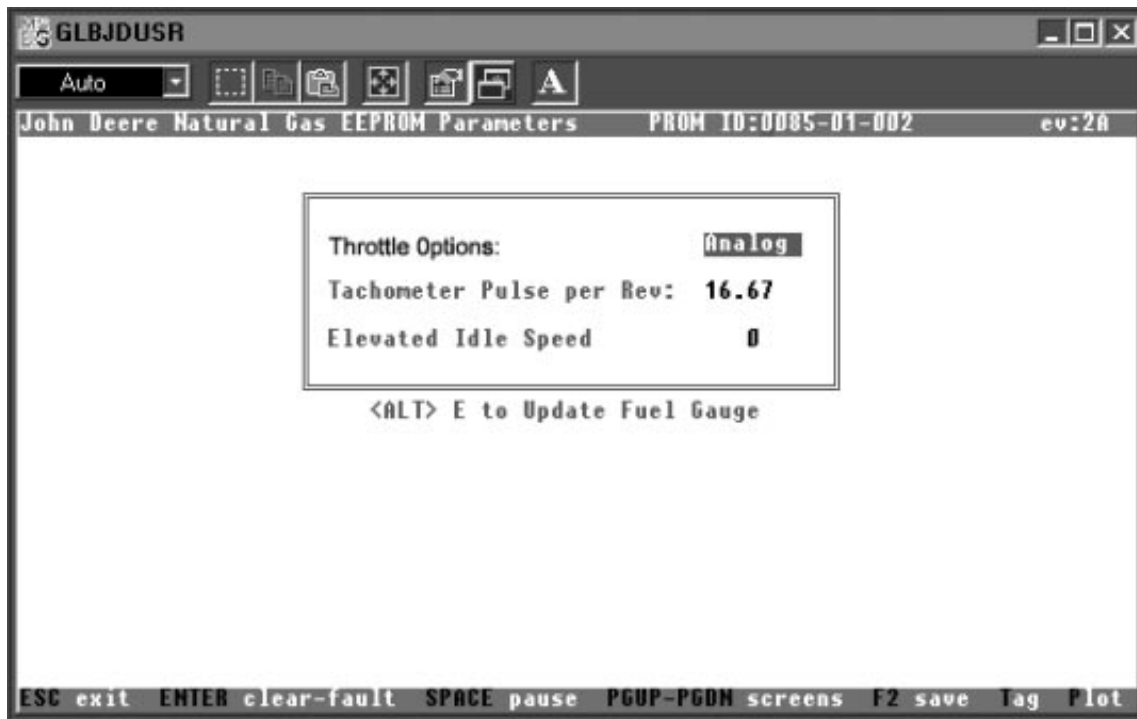 GLBJDUSR
Auto
A
John Deere Natural Gas EEPROM Parameters PROM ID:0085-01-002 ev:2A
Throttle Options: Analog
Tachometer Pulse per Rev: 16.67
Elevated Idle Speed 0
<ALT> E to Update Fuel Gauge
ESC exit ENTER clear-fault SPACE pause PGUP-PGDN screens F2 save Tag Plot